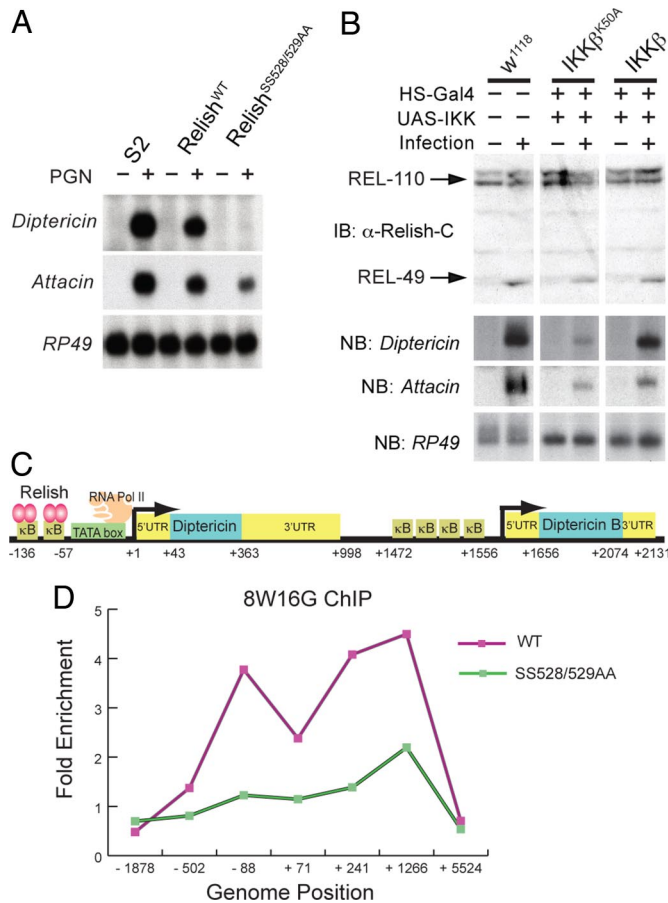 A
S2
Relish^WT
Relish^SS528/529AA
PGN - + - + - +
Diptericin
Attacin
RP49
B
w^1118
IKKβ^K50A
IKKβ
HS-Gal4 - - + + + +
UAS-IKK - - + + + +
Infection - + - + - +
REL-110
IB: α-Relish-C
REL-49
NB: Diptericin
NB: Attacin
NB: RP49
C
Relish
RNA Pol II
κB κB TATA box 5'UTR Diptericin 3'UTR κB κB κB κB 5'UTR Diptericin B 3'UTR
-136 -57 +1 +43 +363 +998 +1472 +1556 +1656 +2074 +2131
D
8W16G ChIP
WT
SS528/529AA
Fold Enrichment
5
4
3
2
1
0
- 1878 - 502 - 88 + 71 + 241 + 1266 + 5524
Genome Position